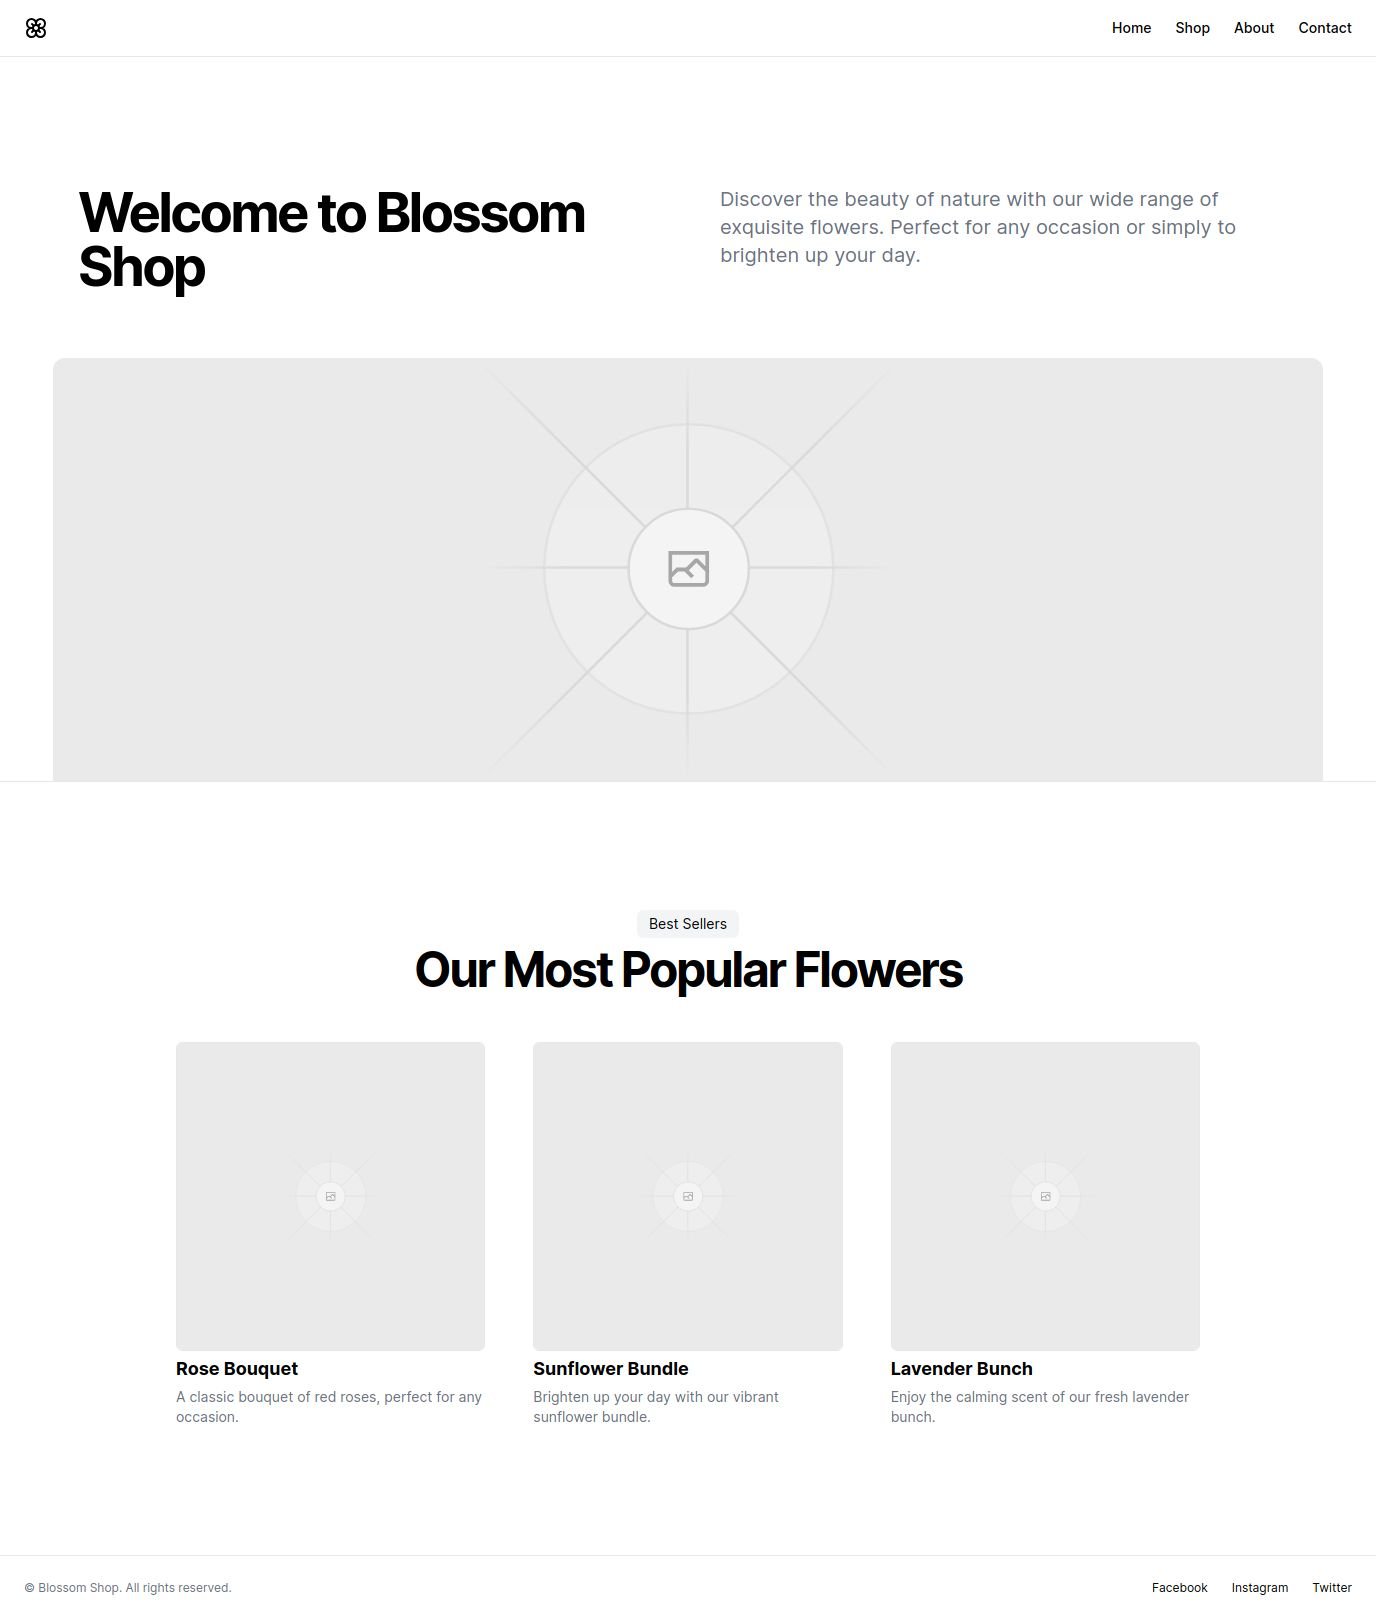 Home Shop About Contact
Welcome to Blossom
Shop
Discover the beauty of nature with our wide range of
exquisite flowers. Perfect for any occasion or simply to
brighten up your day.
Best Sellers
Our Most Popular Flowers
Rose Bouquet
A classic bouquet of red roses, perfect for any
occasion.
Sunflower Bundle
Brighten up your day with our vibrant
sunflower bundle.
Lavender Bunch
Enjoy the calming scent of our fresh lavender
bunch.
© Blossom Shop. All rights reserved.
Facebook Instagram Twitter